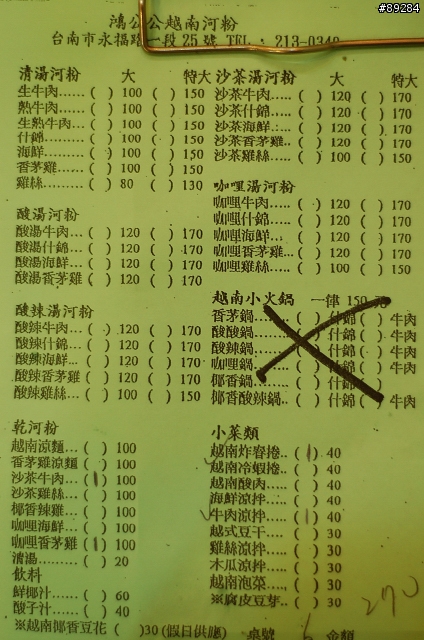 #89284
鴻公公越南河粉
台南市永福路一段25號 TEL：213-0340
清湯河粉 大 特大
生牛肉......( ) 100 ( ) 150
熟牛肉......( ) 100 ( ) 150
生熟牛肉...( ) 100 ( ) 150
什錦.........( ) 100 ( ) 150
海鮮.........( ) 100 ( ) 150
香茅雞......( ) 100 ( ) 150
雞絲.........( ) 80 ( ) 130
酸湯河粉
酸湯牛肉...( ) 120 ( ) 170
酸湯什錦...( ) 120 ( ) 170
酸湯海鮮...( ) 120 ( ) 170
酸湯香茅雞( ) 120 ( ) 170
酸辣湯河粉
酸辣牛肉...( ) 120 ( ) 170
酸辣什錦...( ) 120 ( ) 170
酸辣海鮮...( ) 120 ( ) 170
酸辣香茅雞( ) 120 ( ) 170
酸辣雞絲...( ) 100 ( ) 150
乾河粉
越南涼麵...( ) 100
香茅雞涼麵( ) 100
沙茶牛肉...( ) 100
沙茶雞絲...( ) 100
椰香辣雞...( ) 100
咖哩海鮮...( ) 100
咖哩香茅雞( ) 100
清湯.........( ) 20
飲料
鮮椰汁......( ) 60
酸子汁......( ) 40
※越南椰香豆花 ( )30 (假日供應)
沙茶湯河粉 大 特大
沙茶牛肉.....( ) 120 ( ) 170
沙茶什錦.....( ) 120 ( ) 170
沙茶海鮮.....( ) 120 ( ) 170
沙茶香茅雞..( ) 120 ( ) 170
沙茶雞絲.....( ) 100 ( ) 150
咖哩湯河粉
咖哩牛肉.....( ) 120 ( ) 170
咖哩什錦.....( ) 120 ( ) 170
咖哩海鮮.....( ) 120 ( ) 170
咖哩香茅雞..( ) 120 ( ) 170
咖哩雞絲.....( ) 100 ( ) 150
越南小火鍋 一律 150
香茅鍋........( ) 什錦( ) 牛肉
酸酸鍋........( ) 什錦( ) 牛肉
酸辣鍋........( ) 什錦( ) 牛肉
咖哩鍋........( ) 什錦( ) 牛肉
椰香鍋........( ) 什錦( )
椰香酸辣鍋..( ) 什錦( ) 牛肉
小菜類
越南炸春捲..( ) 40
越南冷蝦捲..( ) 40
越南酸肉.....( ) 40
海鮮涼拌.....( ) 40
牛肉涼拌.....( ) 40
越式豆干.....( ) 30
雞絲涼拌.....( ) 30
木瓜涼拌.....( ) 30
越南泡菜.....( ) 30
※腐皮豆芽..( ) 30
270
桌號 6 金額